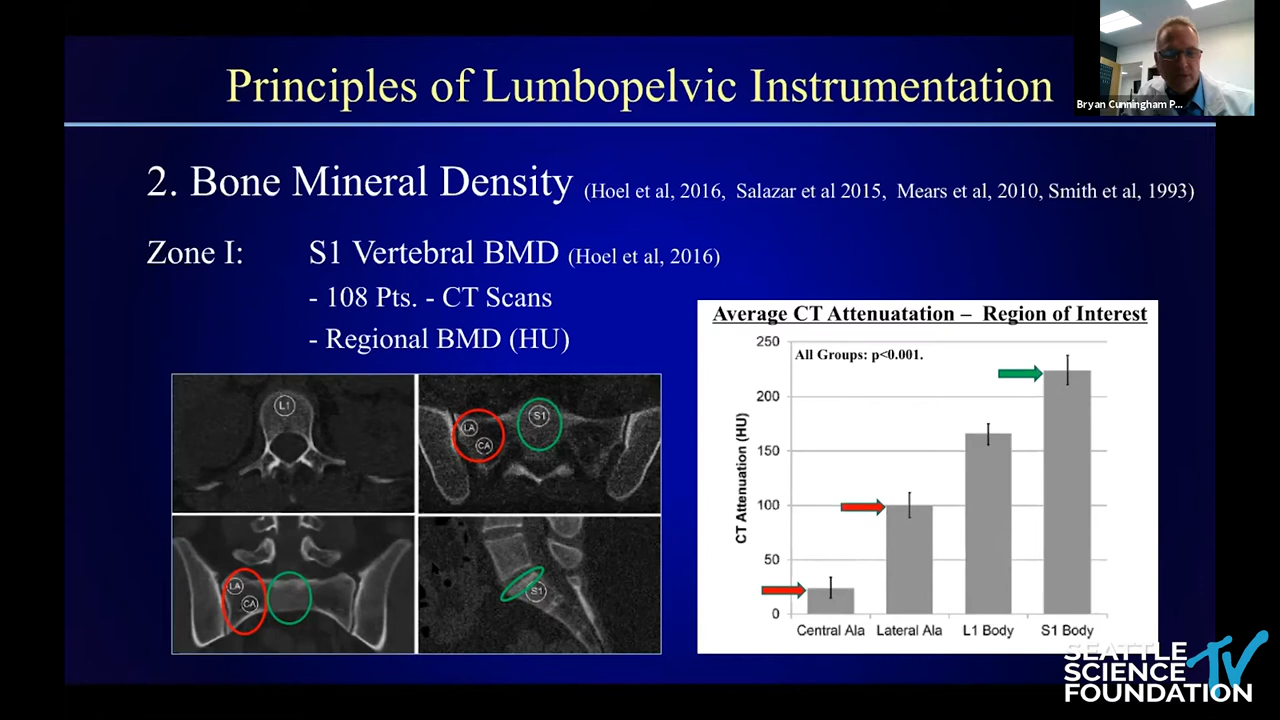 Principles of Lumbopelvic Instrumentation
Bryan Cunningham P...
2. Bone Mineral Density (Hoel et al, 2016, Salazar et al 2015, Mears et al, 2010, Smith et al, 1993)
Zone I: S1 Vertebral BMD (Hoel et al, 2016)
- 108 Pts. - CT Scans
- Regional BMD (HU)
L1
LA
CA
S1
LA
CA
S1
Average CT Attenuatation – Region of Interest
All Groups: p<0.001.
CT Attenuation (HU)
250
200
150
100
50
0
Central Ala Lateral Ala L1 Body S1 Body
SEATTLE
SCIENCE TV
FOUNDATION